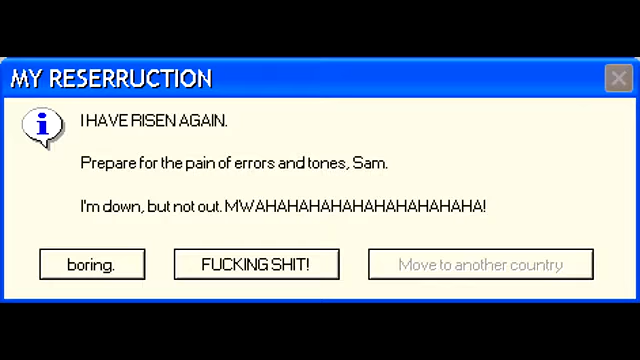 MY RESERRUCTION
I HAVE RISEN AGAIN.
Prepare for the pain of errors and tones, Sam.
I'm down, but not out. MWAHAHAHAHAHAHAHAHAHAHA!
boring.
FUCKING SHIT!
Move to another country